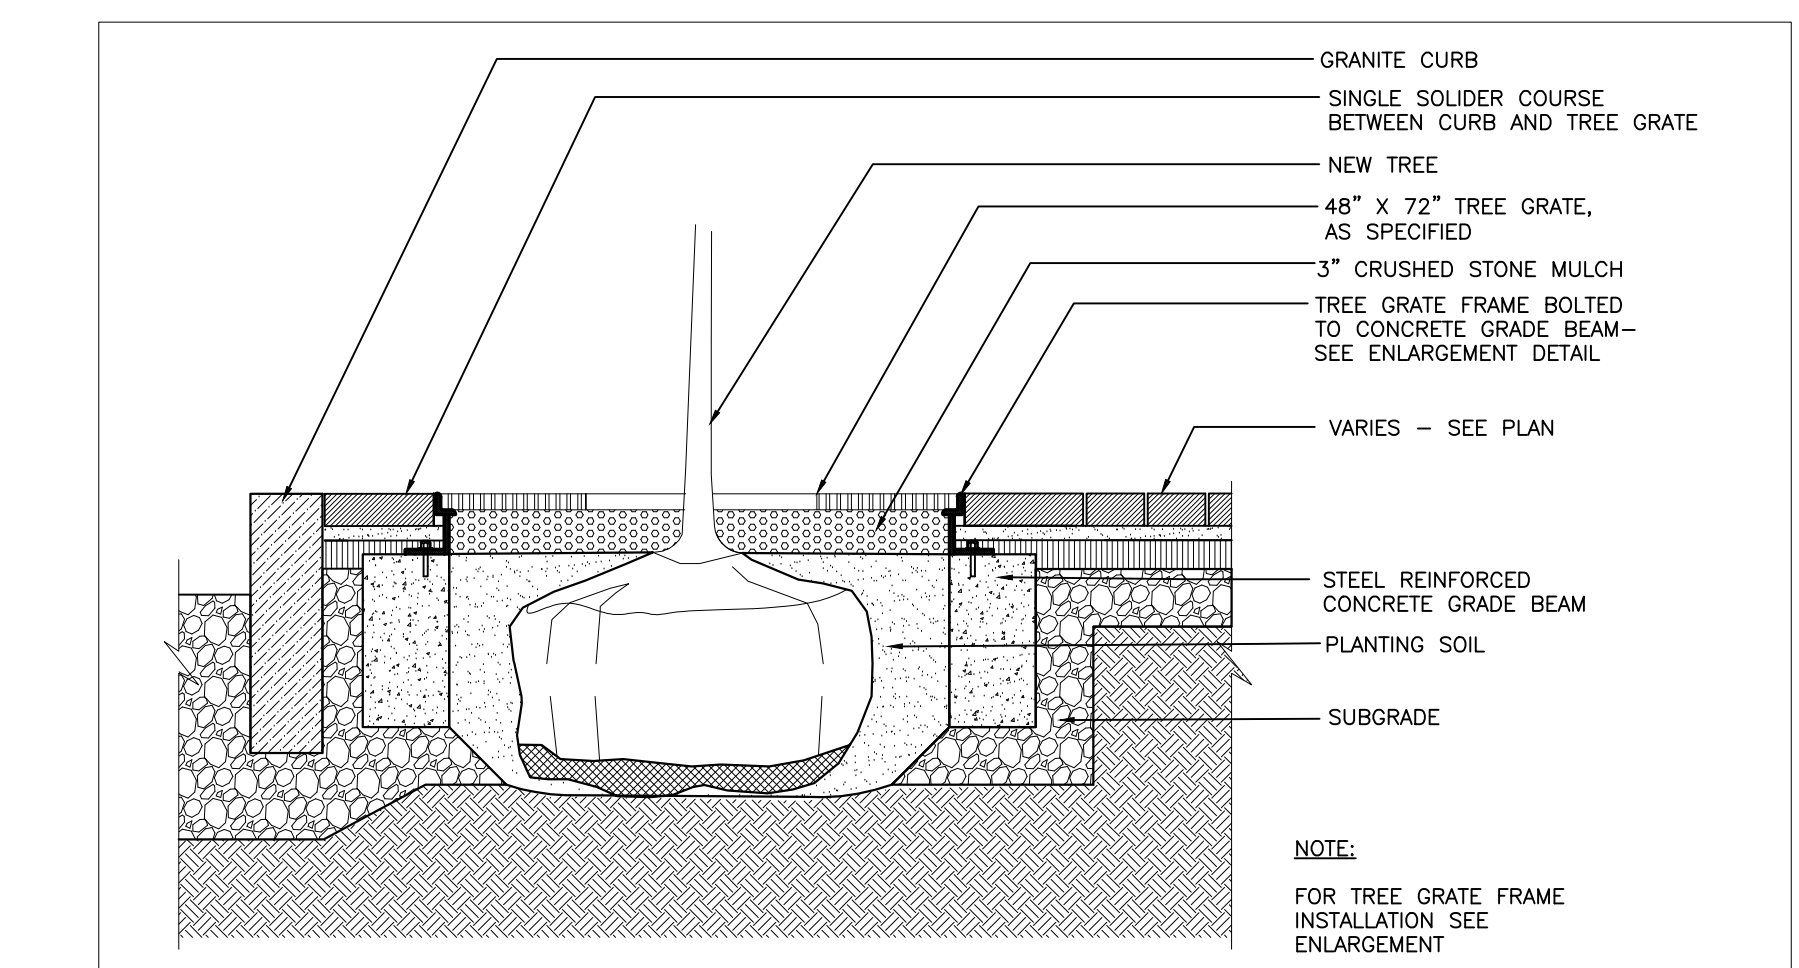 GRANITE CURB
SINGLE SOLIDER COURSE
BETWEEN CURB AND TREE GRATE
NEW TREE
48" X 72" TREE GRATE,
AS SPECIFIED
3" CRUSHED STONE MULCH
TREE GRATE FRAME BOLTED
TO CONCRETE GRADE BEAM–
SEE ENLARGEMENT DETAIL
VARIES – SEE PLAN
STEEL REINFORCED
CONCRETE GRADE BEAM
PLANTING SOIL
SUBGRADE
NOTE:
FOR TREE GRATE FRAME
INSTALLATION SEE
ENLARGEMENT